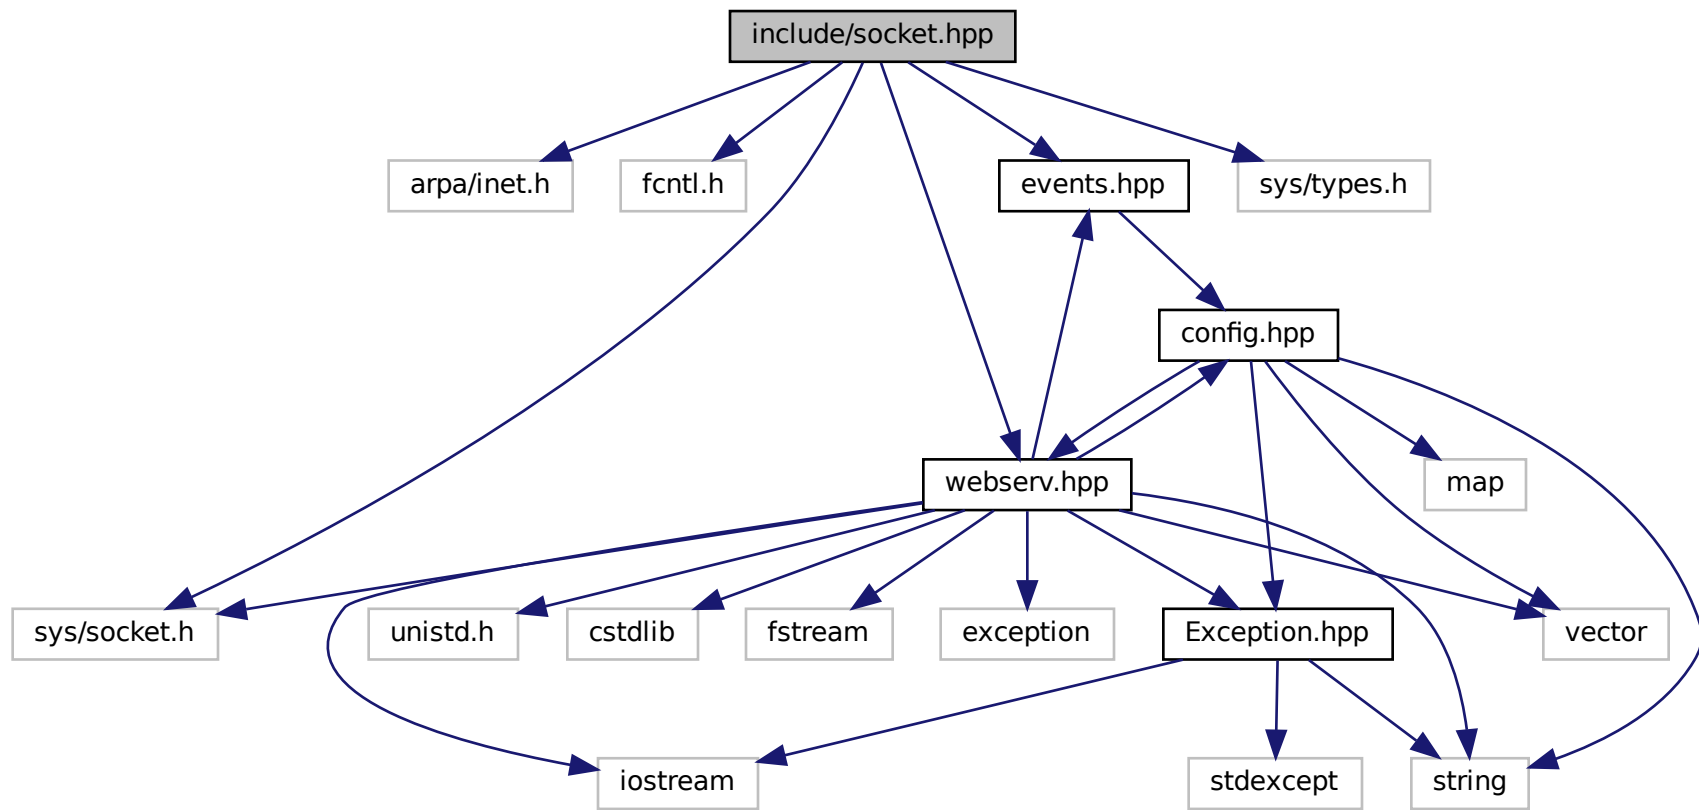 include/socket.hpp
arpa/inet.h
fcntl.h
events.hpp
sys/types.h
config.hpp
webserv.hpp
map
sys/socket.h
unistd.h
cstdlib
fstream
exception
Exception.hpp
vector
iostream
stdexcept
string